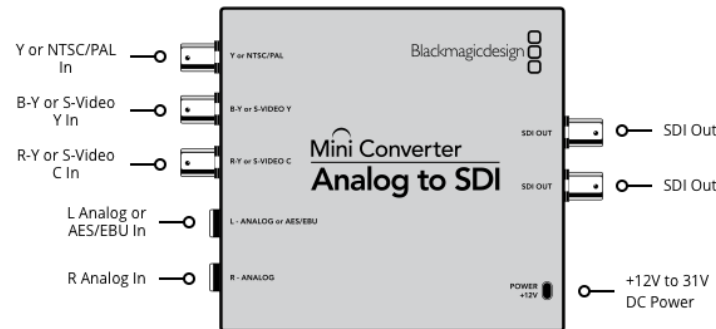 Y or NTSC/PAL
In
B-Y or S-Video
Y In
R-Y or S-Video
C In
L Analog or
AES/EBU In
R Analog In
Y or NTSC/PAL
B-Y or S-VIDEO Y
R-Y or S-VIDEO C
L - ANALOG or AES/EBU
R - ANALOG
Blackmagicdesign
Mini Converter
Analog to SDI
SDI OUT
SDI OUT
POWER
+12V
SDI Out
SDI Out
+12V to 31V
DC Power